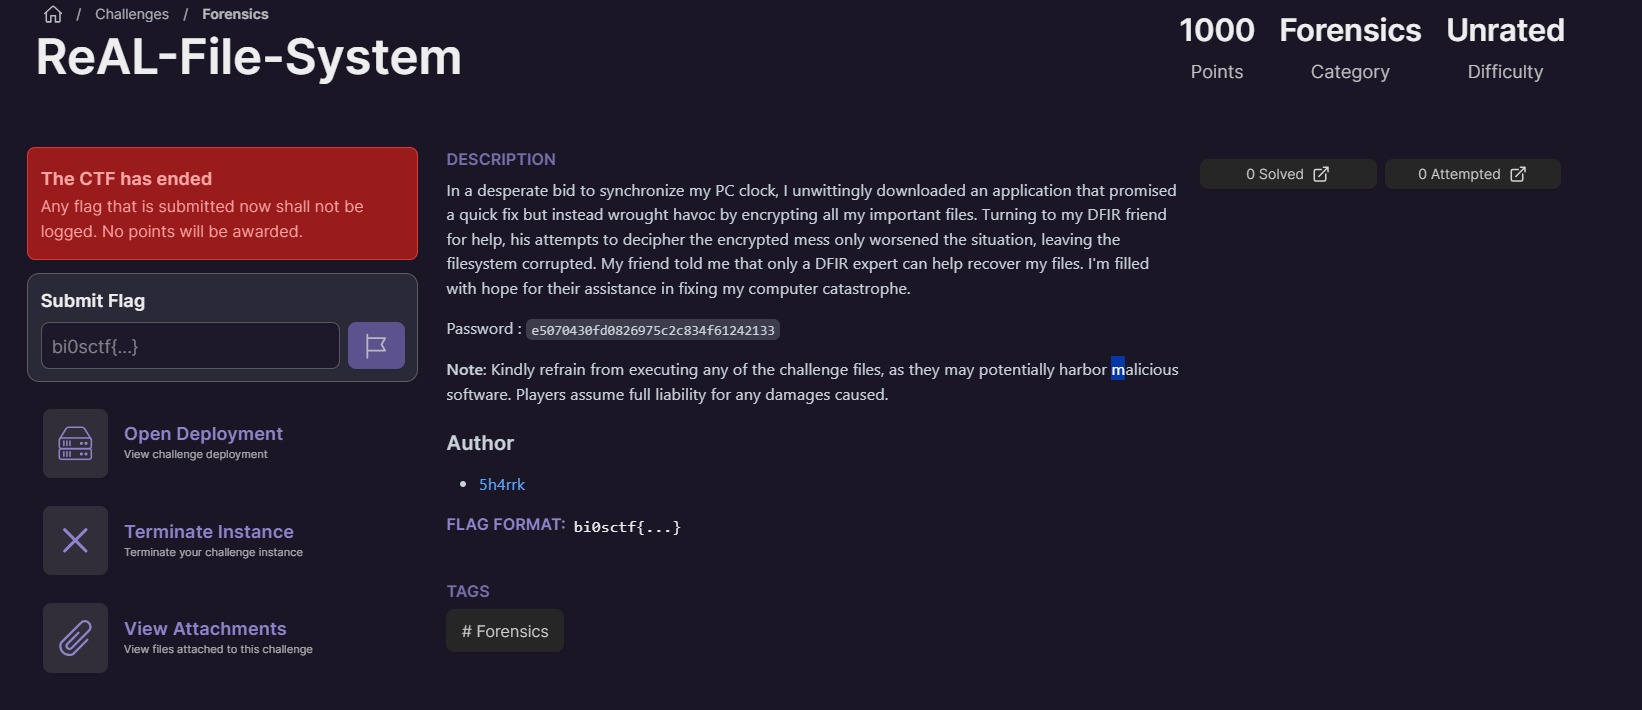 / Challenges / Forensics
ReAL-File-System
1000 Forensics Unrated
Points Category Difficulty
The CTF has ended
Any flag that is submitted now shall not be
logged. No points will be awarded.
Submit Flag
bi0sctf{...}
Open Deployment
View challenge deployment
Terminate Instance
Terminate your challenge instance
View Attachments
View files attached to this challenge
DESCRIPTION
In a desperate bid to synchronize my PC clock, I unwittingly downloaded an application that promised
a quick fix but instead wrought havoc by encrypting all my important files. Turning to my DFIR friend
for help, his attempts to decipher the encrypted mess only worsened the situation, leaving the
filesystem corrupted. My friend told me that only a DFIR expert can help recover my files. I'm filled
with hope for their assistance in fixing my computer catastrophe.
Password : e5070430fd0826975c2c834f61242133
Note: Kindly refrain from executing any of the challenge files, as they may potentially harbor malicious
software. Players assume full liability for any damages caused.
Author
5h4rrk
FLAG FORMAT: bi0sctf{...}
TAGS
# Forensics
0 Solved
0 Attempted